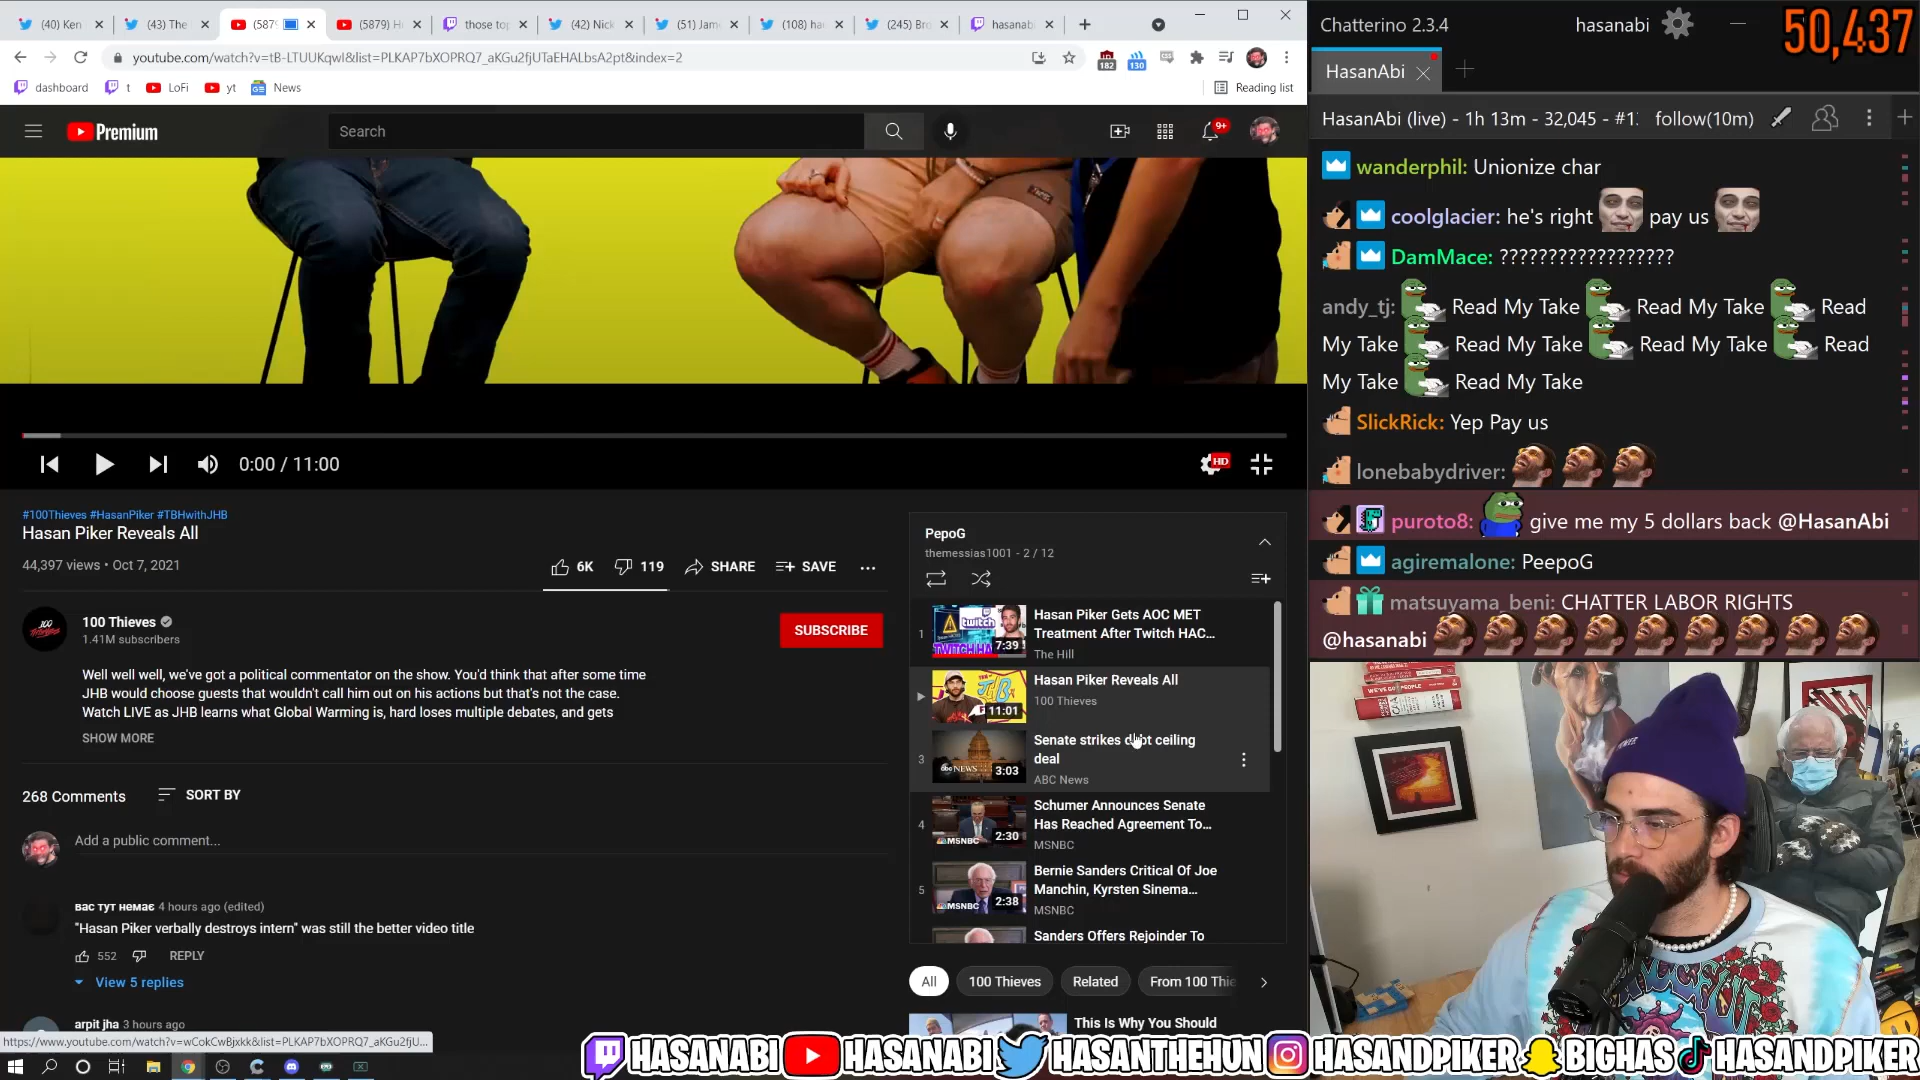 (40) Ken
(43) The
(587
(5879) H
those top
(42) Nick
(51) Jam
(108) ha
(245) Bro
hasanab
youtube.com/watch?v=tB-LTUUKqwI&list=PLKAP7bXOPRQ7_aKGu2fjUTaEHALbsA2pt&index=2
182
130
dashboard
t
LoFi
yt
News
Reading list
Premium
Search
9+
0:00 / 11:00
HD
#100Thieves #HasanPiker #TBHwithJHB
Hasan Piker Reveals All
44,397 views • Oct 7, 2021
6K
119
SHARE
SAVE
100 Thieves
1.41M subscribers
SUBSCRIBE
Well well well, we've got a political commentator on the show. You'd think that after some time
JHB would choose guests that wouldn't call him out on his actions but that's not the case.
Watch LIVE as JHB learns what Global Warming is, hard loses multiple debates, and gets
SHOW MORE
268 Comments
SORT BY
Add a public comment...
вас тут немає 4 hours ago (edited)
"Hasan Piker verbally destroys intern" was still the better video title
552
REPLY
View 5 replies
arpit jha 3 hours ago
https://www.youtube.com/watch?v=wCokCwBjxkk&list=PLKAP7bXOPRQ7_aKGu2fjU...
PepoG
themessias1001 - 2 / 12
1
7:39
Hasan Piker Gets AOC MET
Treatment After Twitch HAC...
The Hill
11:01
Hasan Piker Reveals All
100 Thieves
3
abc NEWS
3:03
Senate strikes debt ceiling
deal
ABC News
4
MSNBC
2:30
Schumer Announces Senate
Has Reached Agreement To...
MSNBC
5
MSNBC
2:38
Bernie Sanders Critical Of Joe
Manchin, Kyrsten Sinema...
MSNBC
Sanders Offers Rejoinder To
All
100 Thieves
Related
From 100 Thie
This Is Why You Should
Chatterino 2.3.4
hasanabi
50,437
HasanAbi
HasanAbi (live) - 1h 13m - 32,045 - #1:
follow(10m)
wanderphil: Unionize char
coolglacier: he's right pay us
DamMace: ??????????????????
andy_tj: Read My Take Read My Take Read
My Take Read My Take Read My Take Read
My Take Read My Take
SlickRick: Yep Pay us
lonebabydriver:
puroto8: give me my 5 dollars back @HasanAbi
agiremalone: PeepoG
matsuyama_beni: CHATTER LABOR RIGHTS
@hasanabi
HASANABI
HASANABI
HASANTHEHUN
HASANDPIKER
BIGHAS
HASANDPIKER